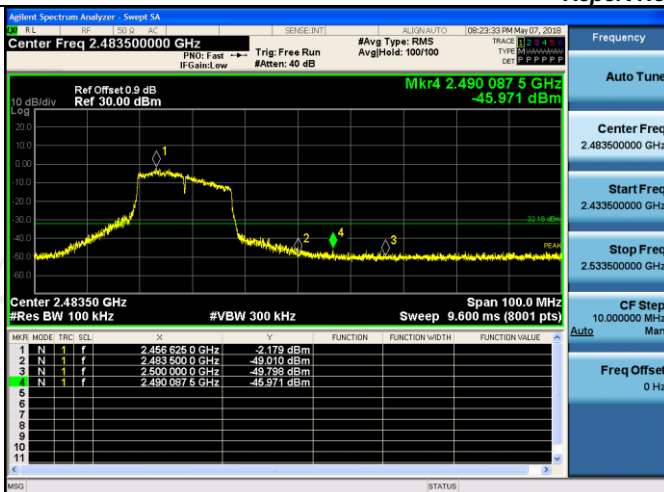 Agilent Spectrum Analyzer - Swept SA
RL RF 50 Ω AC SENSE:INT ALIGN AUTO 08:23:33 PM May 07, 2018
Center Freq 2.483500000 GHz
PNO: Fast
IFGain:Low
Trig: Free Run
#Atten: 40 dB
#Avg Type: RMS
Avg|Hold: 100/100
TRACE 1 2 3 4 5 6
TYPE M
DET P P P P P P
Ref Offset 0.9 dB
Ref 30.00 dBm
10 dB/div
Log
Mkr4 2.490 087 5 GHz
-45.971 dBm
20.0
10.0
0.00
-10.0
-20.0
-30.0
-40.0
-50.0
-60.0
1
2
4
3
-32.18 dBm
PEAK
Center 2.48350 GHz Span 100.0 MHz
#Res BW 100 kHz #VBW 300 kHz Sweep 9.600 ms (8001 pts)
MKR MODE TRC SCL X Y FUNCTION FUNCTION WIDTH FUNCTION VALUE
1 N 1 f 2.456 625 0 GHz -2.179 dBm
2 N 1 f 2.483 500 0 GHz -49.010 dBm
3 N 1 f 2.500 000 0 GHz -49.798 dBm
4 N 1 f 2.490 087 5 GHz -45.971 dBm
5
6
7
8
9
10
11
MSG STATUS
Frequency
Auto Tune
Center Freq
2.483500000 GHz
Start Freq
2.433500000 GHz
Stop Freq
2.533500000 GHz
CF Step
10.000000 MHz
Auto Man
Freq Offset
0 Hz